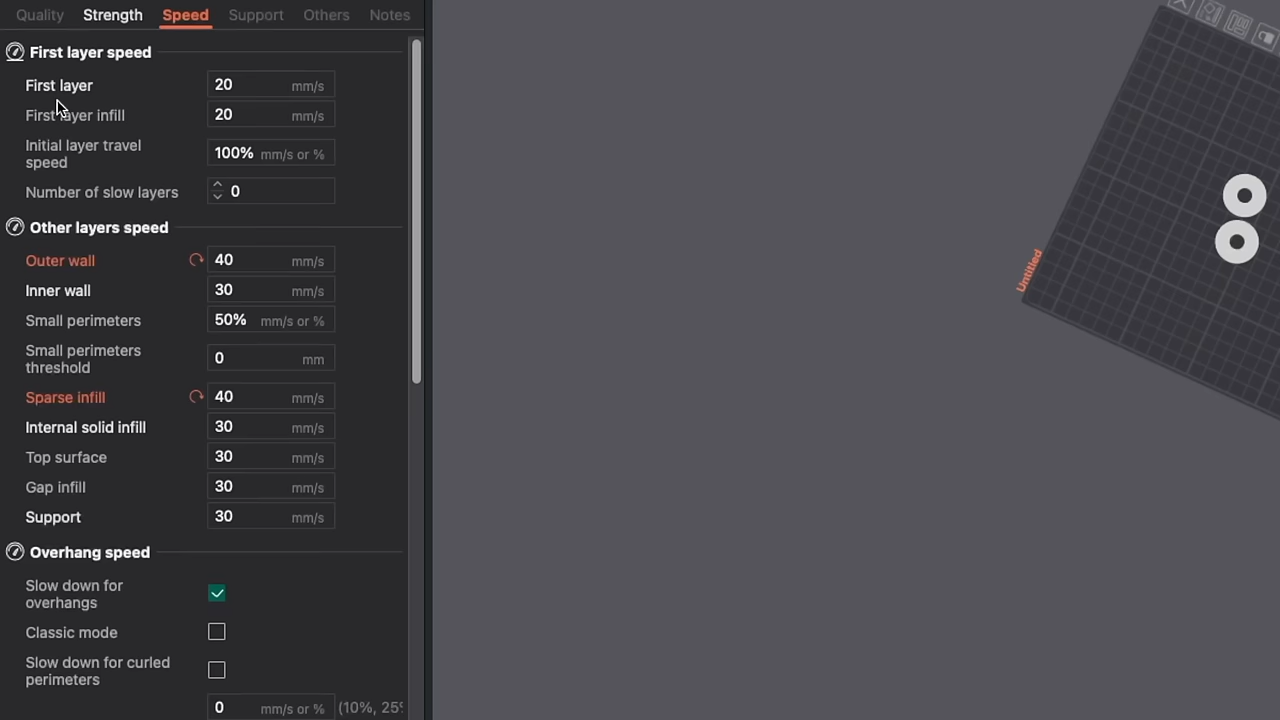 Quality Strength Speed Support Others Notes
First layer speed
First layer 20 mm/s
First layer infill 20 mm/s
Initial layer travel speed 100% mm/s or %
Number of slow layers 0
Other layers speed
Outer wall 40 mm/s
Inner wall 30 mm/s
Small perimeters 50% mm/s or %
Small perimeters threshold 0 mm
Sparse infill 40 mm/s
Internal solid infill 30 mm/s
Top surface 30 mm/s
Gap infill 30 mm/s
Support 30 mm/s
Overhang speed
Slow down for overhangs
Classic mode
Slow down for curled perimeters
0 mm/s or % (10%, 25%
Untitled